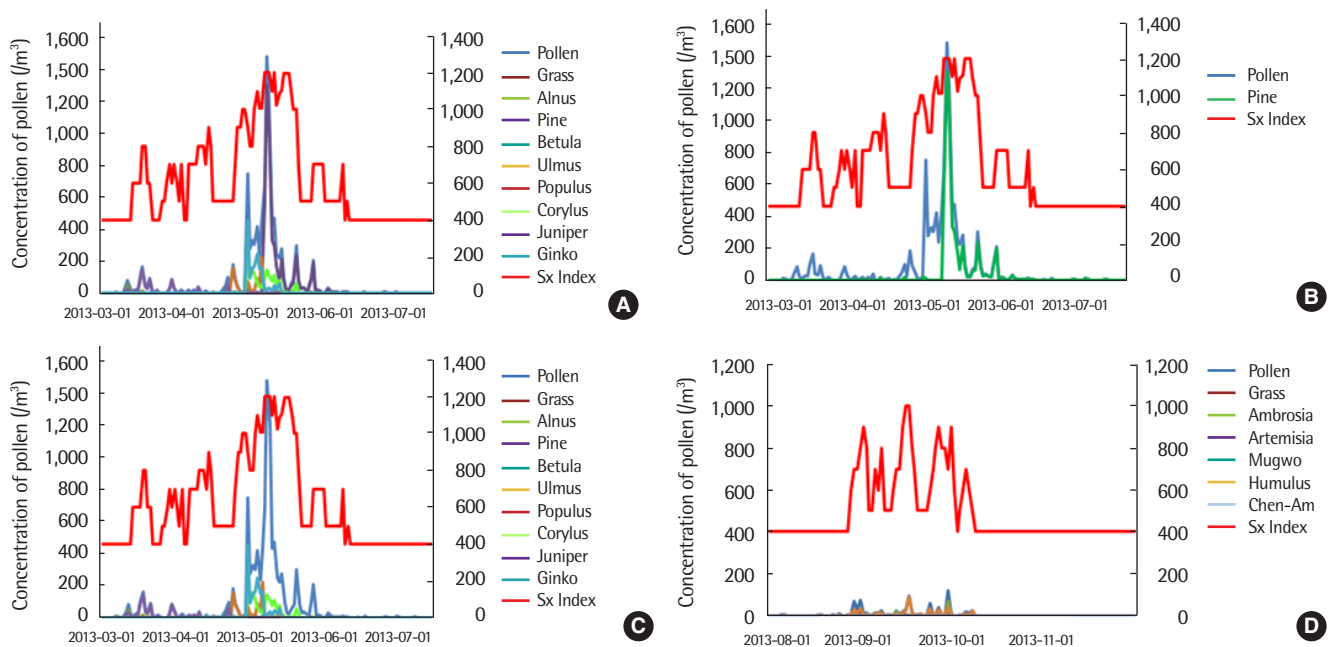 Concentration of pollen (/m³)
1,600
1,500
1,200
1,000
800
600
400
200
0
1,400
1,200
1,000
800
600
400
200
0
2013-03-01 2013-04-01 2013-05-01 2013-06-01 2013-07-01
Pollen
Grass
Alnus
Pine
Betula
Ulmus
Populus
Corylus
Juniper
Ginko
Sx Index
A
Concentration of pollen (/m³)
1,600
1,500
1,200
1,000
800
600
400
200
0
1,400
1,200
1,000
800
600
400
200
0
2013-03-01 2013-04-01 2013-05-01 2013-06-01 2013-07-01
Pollen
Pine
Sx Index
B
Concentration of pollen (/m³)
1,600
1,500
1,200
1,000
800
600
400
200
0
1,400
1,200
1,000
800
600
400
200
0
2013-03-01 2013-04-01 2013-05-01 2013-06-01 2013-07-01
Pollen
Grass
Alnus
Pine
Betula
Ulmus
Populus
Corylus
Juniper
Ginko
Sx Index
C
Concentration of pollen (/m³)
1,200
1,000
800
600
400
200
0
1,200
1,000
800
600
400
200
0
2013-08-01 2013-09-01 2013-10-01 2013-11-01
Pollen
Grass
Ambrosia
Artemisia
Mugwo
Humulus
Chen-Am
Sx Index
D